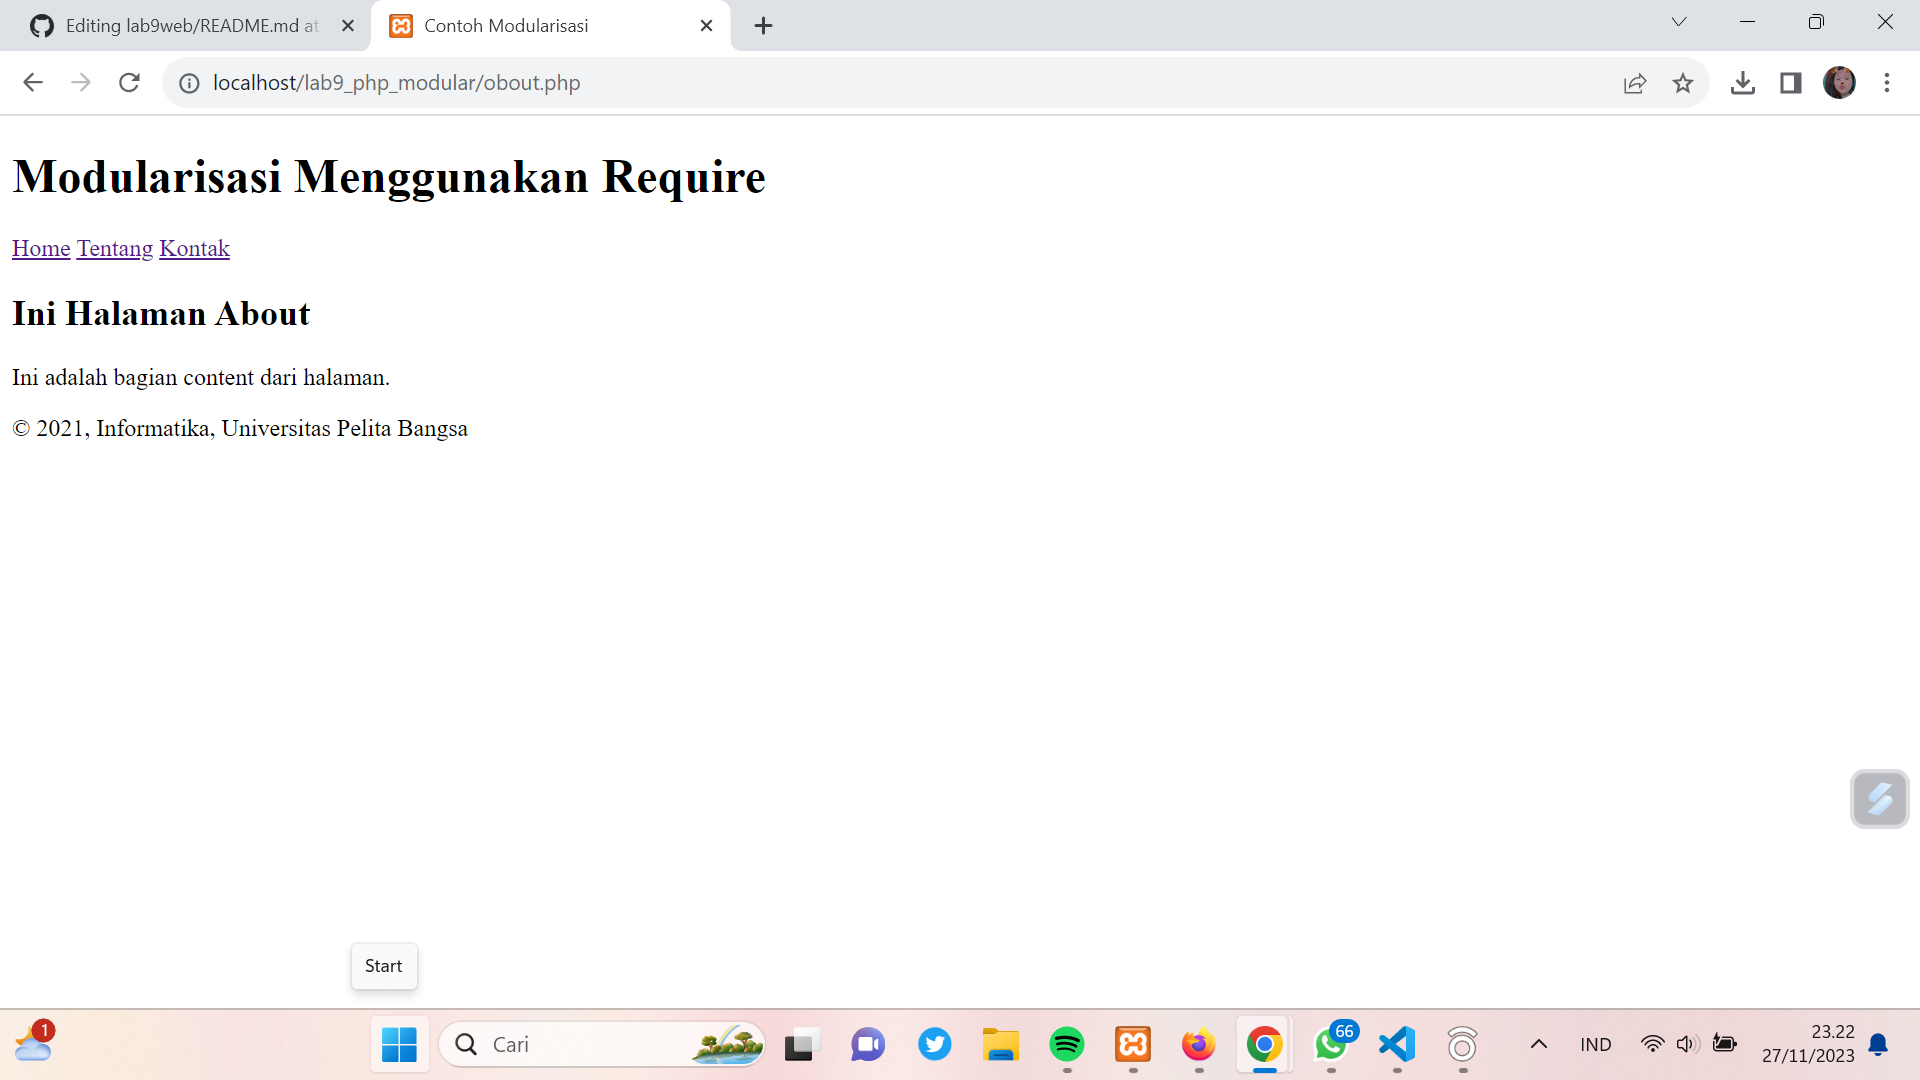 Editing lab9web/README.md at
Contoh Modularisasi
localhost/lab9_php_modular/obout.php
Modularisasi Menggunakan Require
Home Tentang Kontak
Ini Halaman About
Ini adalah bagian content dari halaman.
© 2021, Informatika, Universitas Pelita Bangsa
Start
1
Cari
66
IND
23.22
27/11/2023